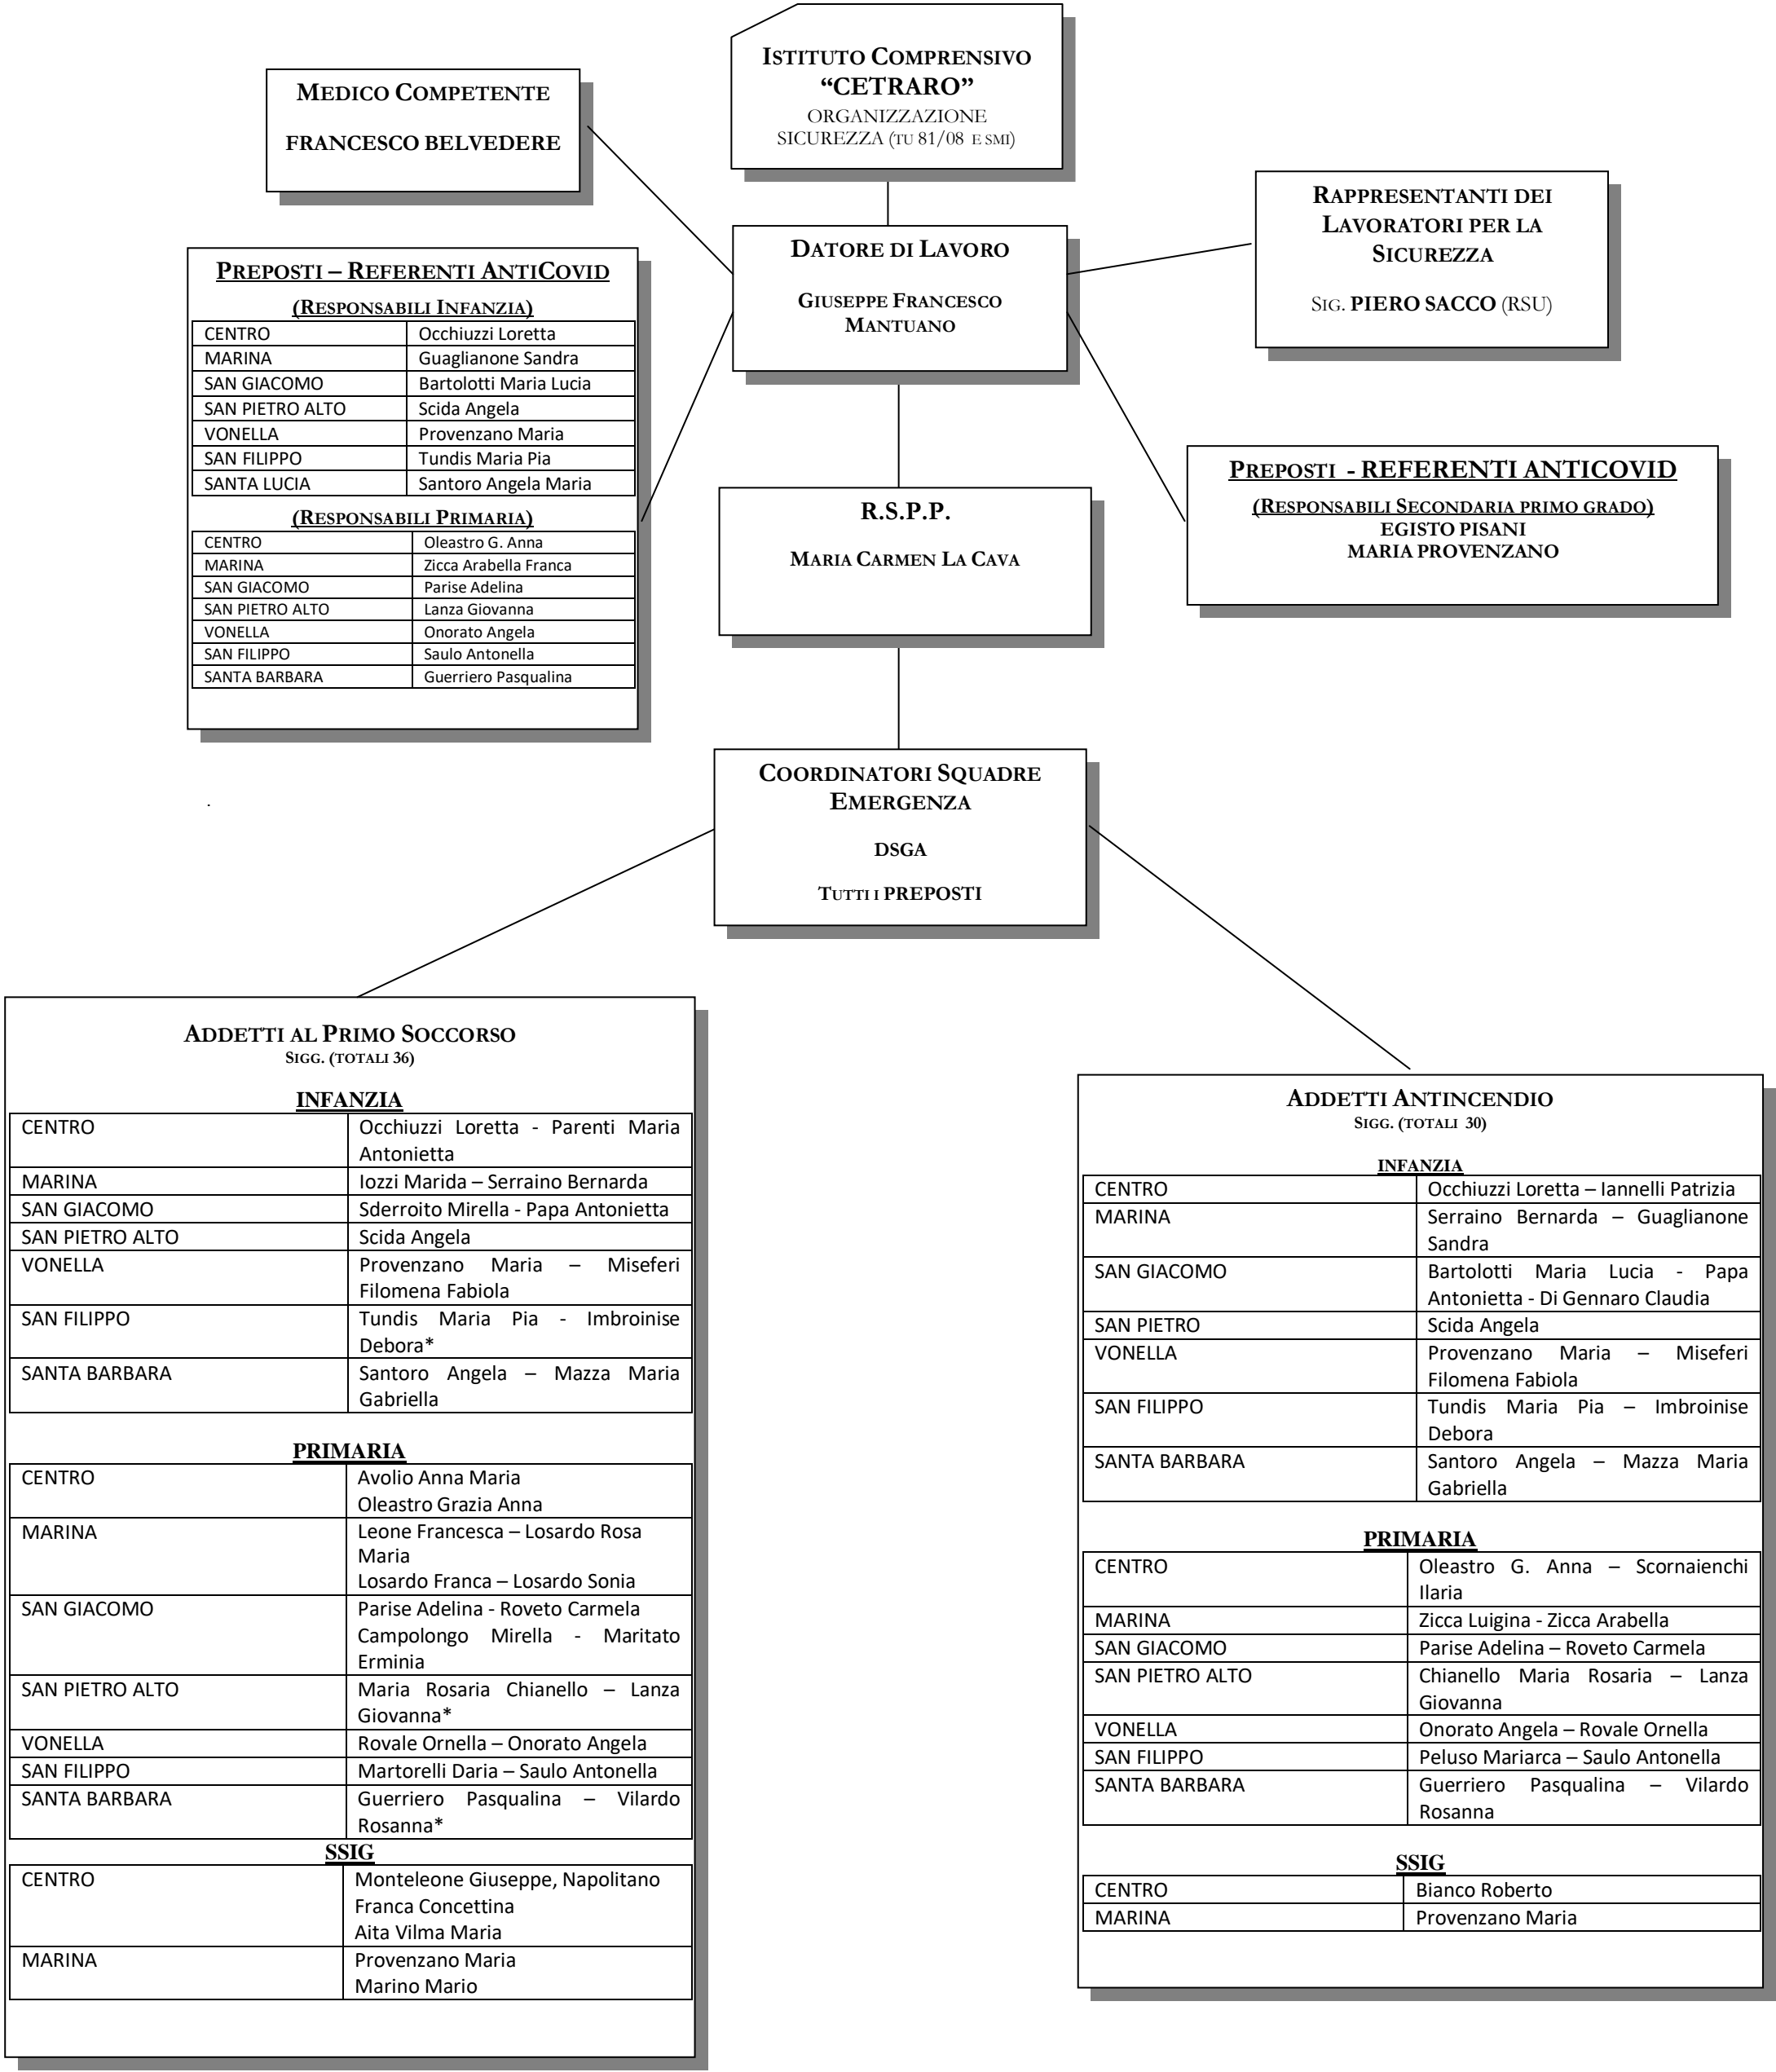 ISTITUTO COMPRENSIVO
“CETRARO”
ORGANIZZAZIONE
SICUREZZA (TU 81/08 E SMI)
MEDICO COMPETENTE
FRANCESCO BELVEDERE
RAPPRESENTANTI DEI
LAVORATORI PER LA
SICUREZZA
SIG. PIERO SACCO (RSU)
DATORE DI LAVORO
GIUSEPPE FRANCESCO
MANTUANO
PREPOSTI – REFERENTI ANTICOVID
(RESPONSABILI INFANZIA)
CENTRO Occhiuzzi Loretta
MARINA Guaglianone Sandra
SAN GIACOMO Bartolotti Maria Lucia
SAN PIETRO ALTO Scida Angela
VONELLA Provenzano Maria
SAN FILIPPO Tundis Maria Pia
SANTA LUCIA Santoro Angela Maria
(RESPONSABILI PRIMARIA)
CENTRO Oleastro G. Anna
MARINA Zicca Arabella Franca
SAN GIACOMO Parise Adelina
SAN PIETRO ALTO Lanza Giovanna
VONELLA Onorato Angela
SAN FILIPPO Saulo Antonella
SANTA BARBARA Guerriero Pasqualina
PREPOSTI - REFERENTI ANTICOVID
(RESPONSABILI SECONDARIA PRIMO GRADO)
EGISTO PISANI
MARIA PROVENZANO
R.S.P.P.
MARIA CARMEN LA CAVA
COORDINATORI SQUADRE
EMERGENZA
DSGA
TUTTI I PREPOSTI
.
ADDETTI AL PRIMO SOCCORSO
SIGG. (TOTALI 36)
INFANZIA
CENTRO Occhiuzzi Loretta - Parenti Maria
Antonietta
MARINA Iozzi Marida – Serraino Bernarda
SAN GIACOMO Sderroito Mirella - Papa Antonietta
SAN PIETRO ALTO Scida Angela
VONELLA Provenzano Maria – Miseferi
Filomena Fabiola
SAN FILIPPO Tundis Maria Pia - Imbroinise
Debora*
SANTA BARBARA Santoro Angela – Mazza Maria
Gabriella
PRIMARIA
CENTRO Avolio Anna Maria
Oleastro Grazia Anna
MARINA Leone Francesca – Losardo Rosa
Maria
Losardo Franca – Losardo Sonia
SAN GIACOMO Parise Adelina - Roveto Carmela
Campolongo Mirella - Maritato
Erminia
SAN PIETRO ALTO Maria Rosaria Chianello – Lanza
Giovanna*
VONELLA Rovale Ornella – Onorato Angela
SAN FILIPPO Martorelli Daria – Saulo Antonella
SANTA BARBARA Guerriero Pasqualina – Vilardo
Rosanna*
SSIG
CENTRO Monteleone Giuseppe, Napolitano
Franca Concettina
Aita Vilma Maria
MARINA Provenzano Maria
Marino Mario
ADDETTI ANTINCENDIO
SIGG. (TOTALI 30)
INFANZIA
CENTRO Occhiuzzi Loretta – Iannelli Patrizia
MARINA Serraino Bernarda – Guaglianone
Sandra
SAN GIACOMO Bartolotti Maria Lucia - Papa
Antonietta - Di Gennaro Claudia
SAN PIETRO Scida Angela
VONELLA Provenzano Maria – Miseferi
Filomena Fabiola
SAN FILIPPO Tundis Maria Pia – Imbroinise
Debora
SANTA BARBARA Santoro Angela – Mazza Maria
Gabriella
PRIMARIA
CENTRO Oleastro G. Anna – Scornaienchi
Ilaria
MARINA Zicca Luigina - Zicca Arabella
SAN GIACOMO Parise Adelina – Roveto Carmela
SAN PIETRO ALTO Chianello Maria Rosaria – Lanza
Giovanna
VONELLA Onorato Angela – Rovale Ornella
SAN FILIPPO Peluso Mariarca – Saulo Antonella
SANTA BARBARA Guerriero Pasqualina – Vilardo
Rosanna
SSIG
CENTRO Bianco Roberto
MARINA Provenzano Maria